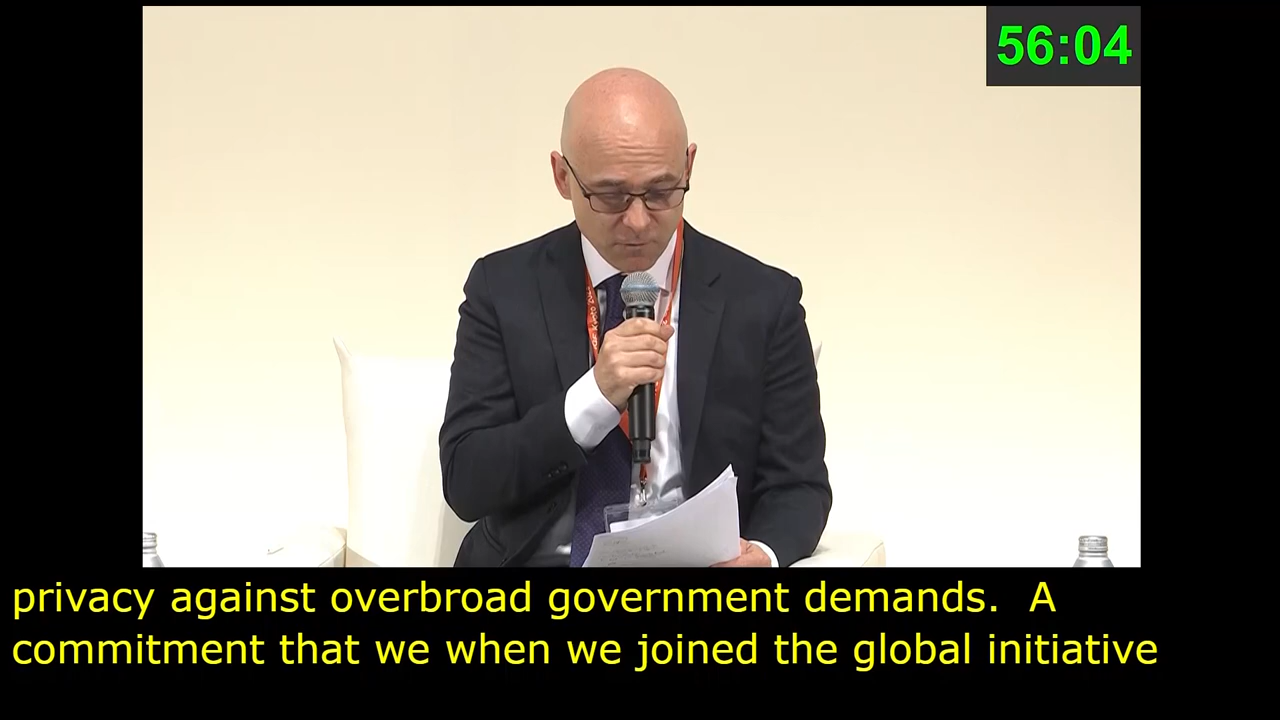 56:04
privacy against overbroad government demands.  A
commitment that we when we joined the global initiative